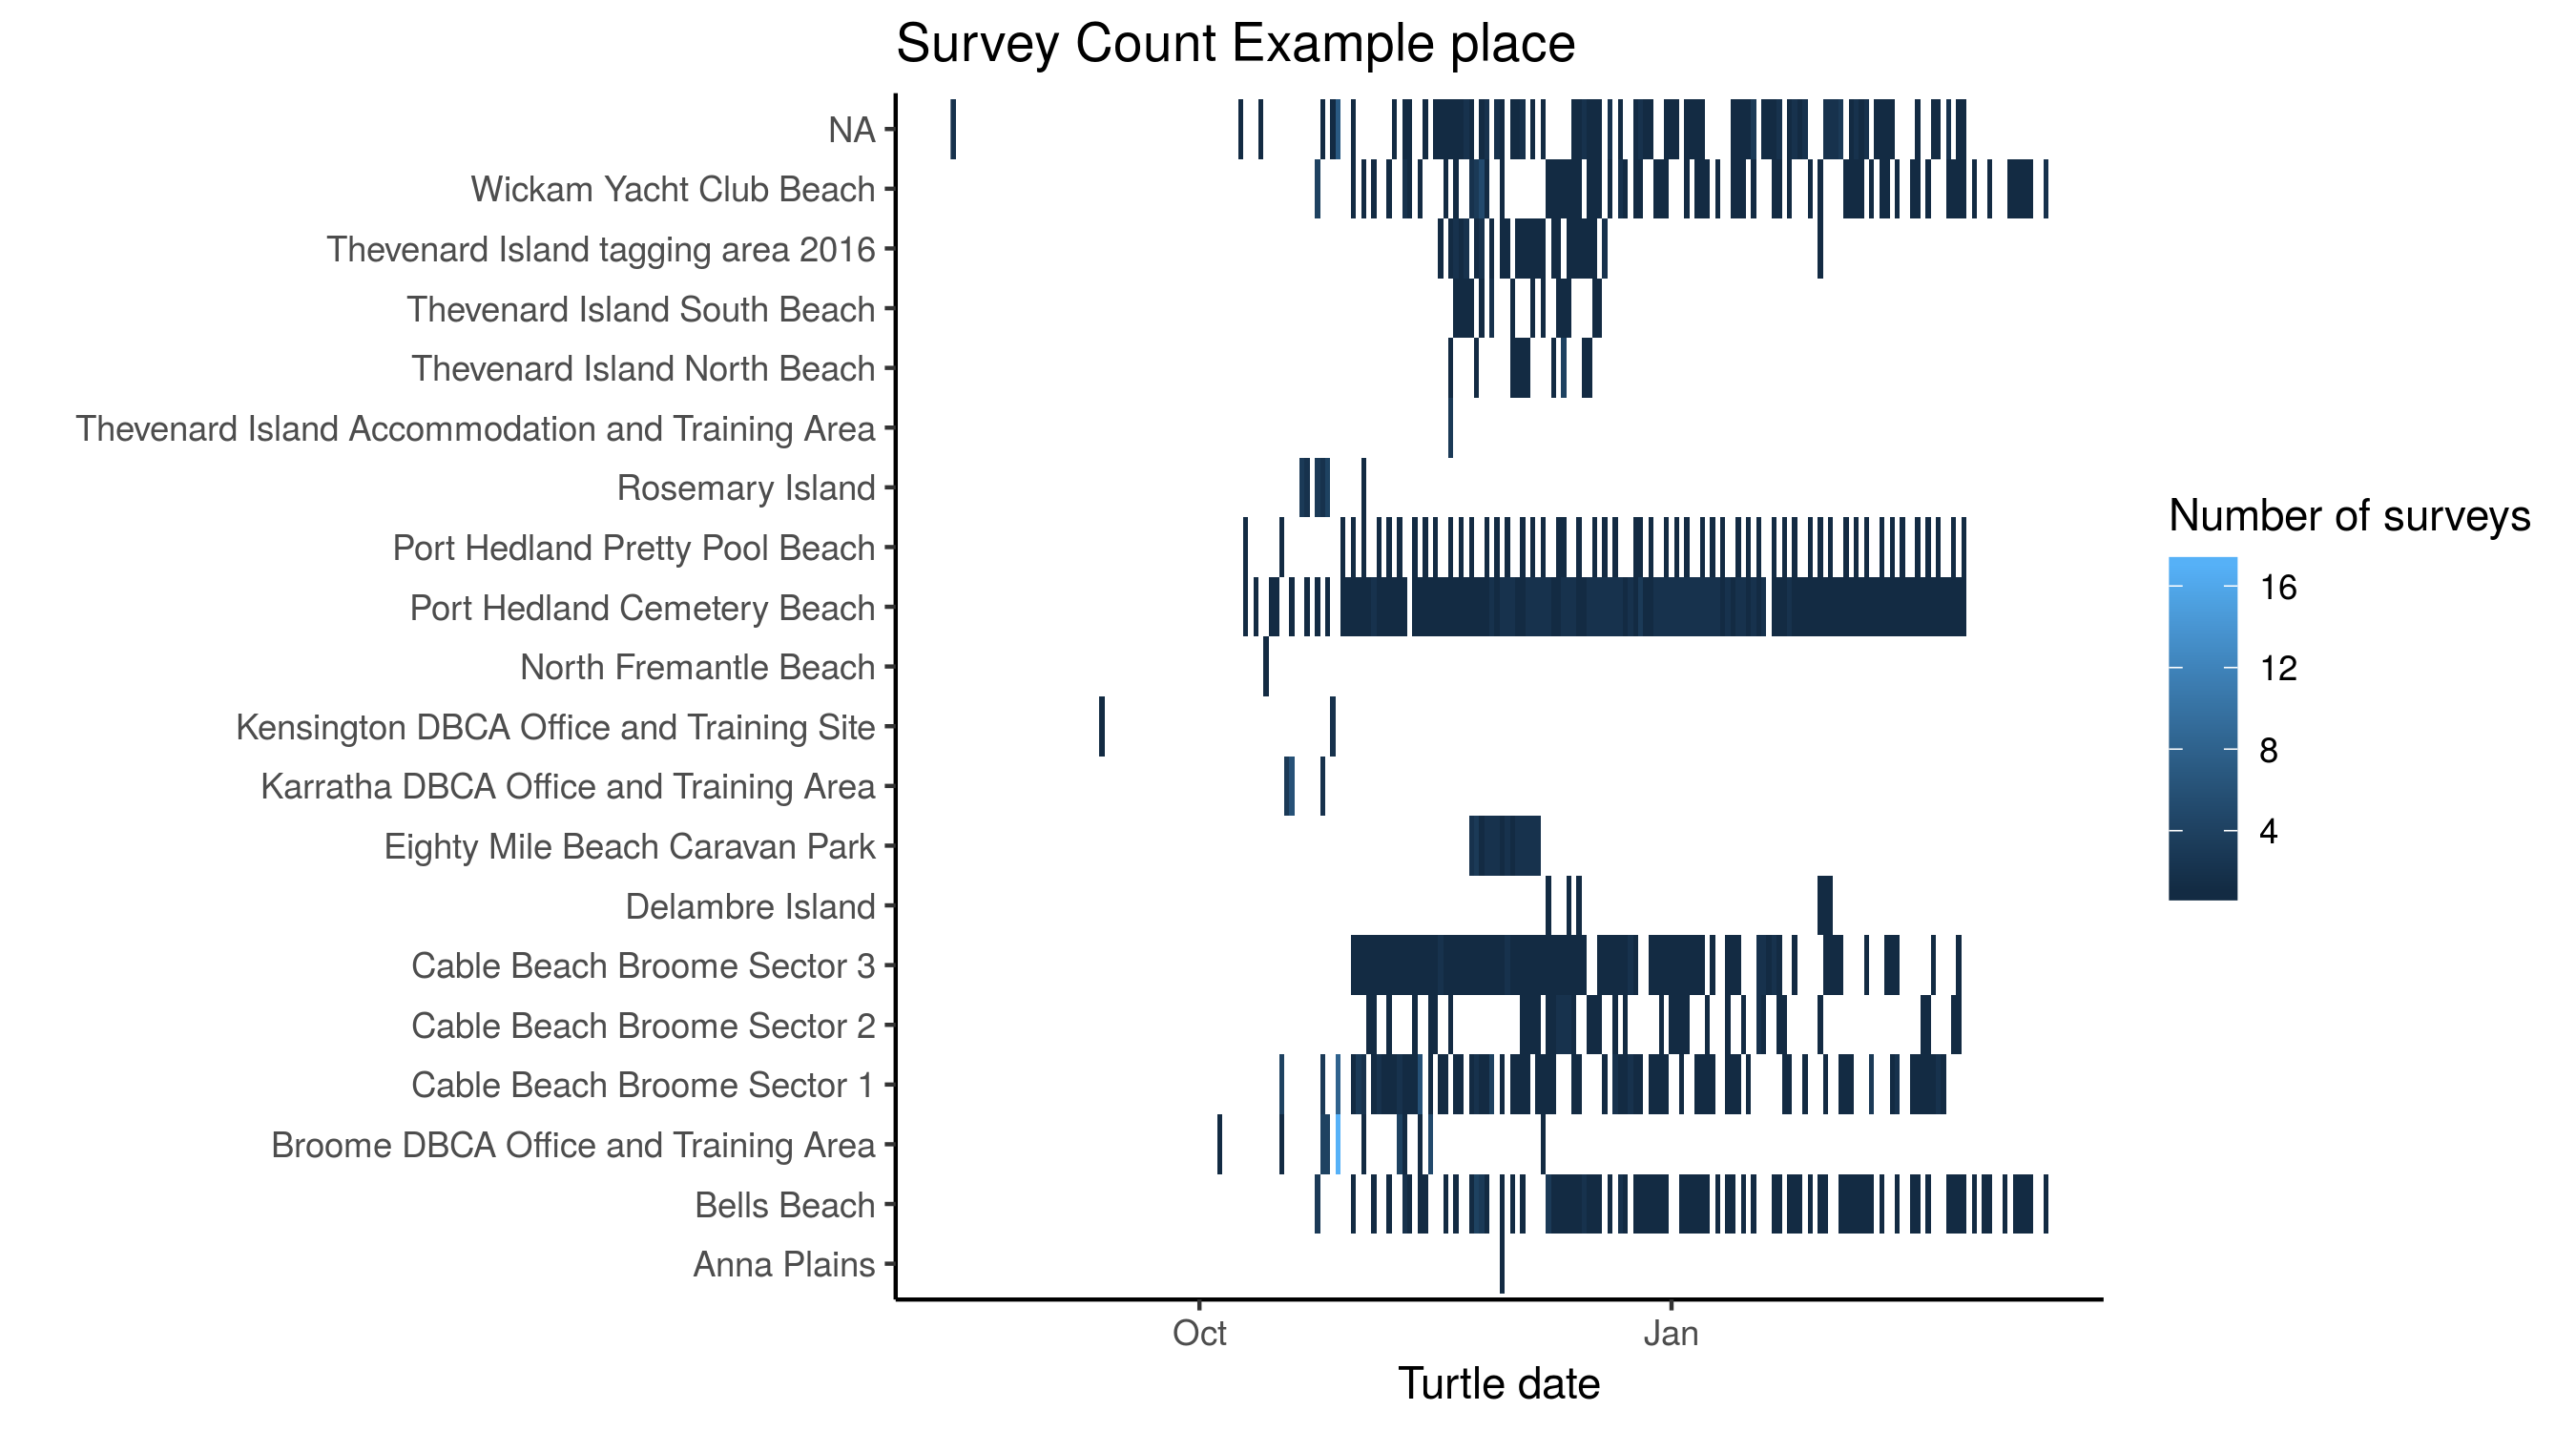 Survey Count Example place
NA
Wickam Yacht Club Beach
Thevenard Island tagging area 2016
Thevenard Island South Beach
Thevenard Island North Beach
Thevenard Island Accommodation and Training Area
Rosemary Island
Port Hedland Pretty Pool Beach
Port Hedland Cemetery Beach
North Fremantle Beach
Kensington DBCA Office and Training Site
Karratha DBCA Office and Training Area
Eighty Mile Beach Caravan Park
Delambre Island
Cable Beach Broome Sector 3
Cable Beach Broome Sector 2
Cable Beach Broome Sector 1
Broome DBCA Office and Training Area
Bells Beach
Anna Plains
Oct
Jan
Turtle date
Number of surveys
16
12
8
4